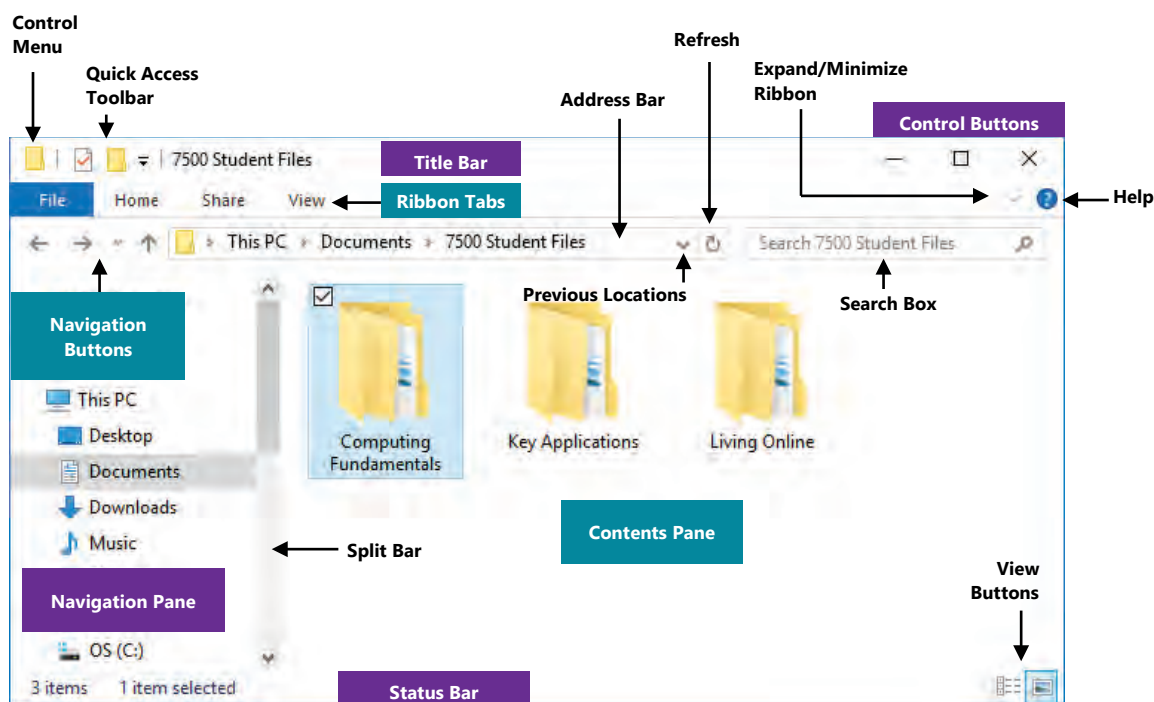 Control
Menu
Quick Access
Toolbar
Refresh
Expand/Minimize
Ribbon
Address Bar
Control Buttons
7500 Student Files
Title Bar
File Home Share View
Ribbon Tabs
Help
This PC Documents 7500 Student Files
Search 7500 Student Files
Previous Locations
Search Box
Navigation
Buttons
This PC
Desktop
Documents
Downloads
Music
Navigation Pane
OS (C:)
Computing
Fundamentals
Key Applications
Living Online
Contents Pane
Split Bar
View
Buttons
3 items 1 item selected
Status Bar